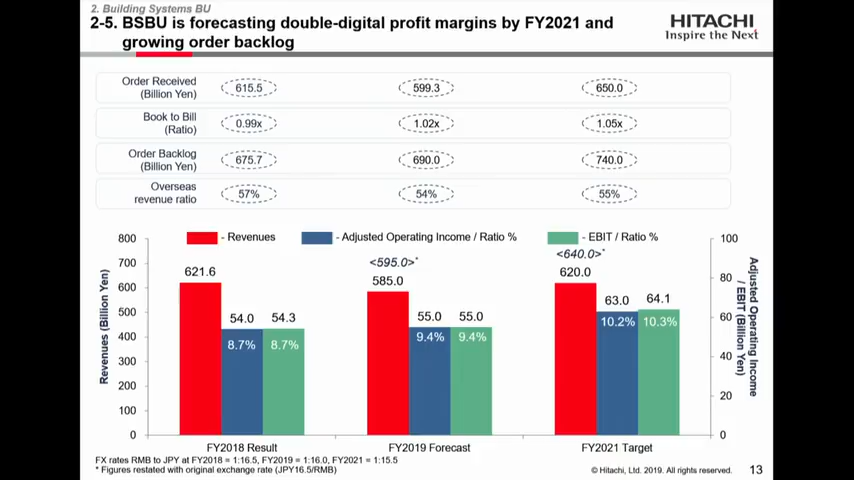 2. Building Systems BU
2-5. BSBU is forecasting double-digital profit margins by FY2021 and
growing order backlog
HITACHI
Inspire the Next
Order Received
(Billion Yen)
615.5
599.3
650.0
Book to Bill
(Ratio)
0.99x
1.02x
1.05x
Order Backlog
(Billion Yen)
675.7
690.0
740.0
Overseas
revenue ratio
57%
54%
55%
- Revenues
- Adjusted Operating Income / Ratio %
- EBIT / Ratio %
Revenues (Billion Yen)
800
700
600
500
400
300
200
100
0
621.6
54.0
54.3
8.7%
8.7%
<595.0>*
585.0
55.0
55.0
9.4%
9.4%
<640.0>*
620.0
63.0
64.1
10.2%
10.3%
100
80
60
40
20
0
Adjusted Operating Income
/ EBIT (Billion Yen)
FY2018 Result
FY2019 Forecast
FY2021 Target
FX rates RMB to JPY at FY2018 = 1:16.5, FY2019 = 1:16.0, FY2021 = 1:15.5
* Figures restated with original exchange rate (JPY16.5/RMB)
© Hitachi, Ltd. 2019. All rights reserved.
13